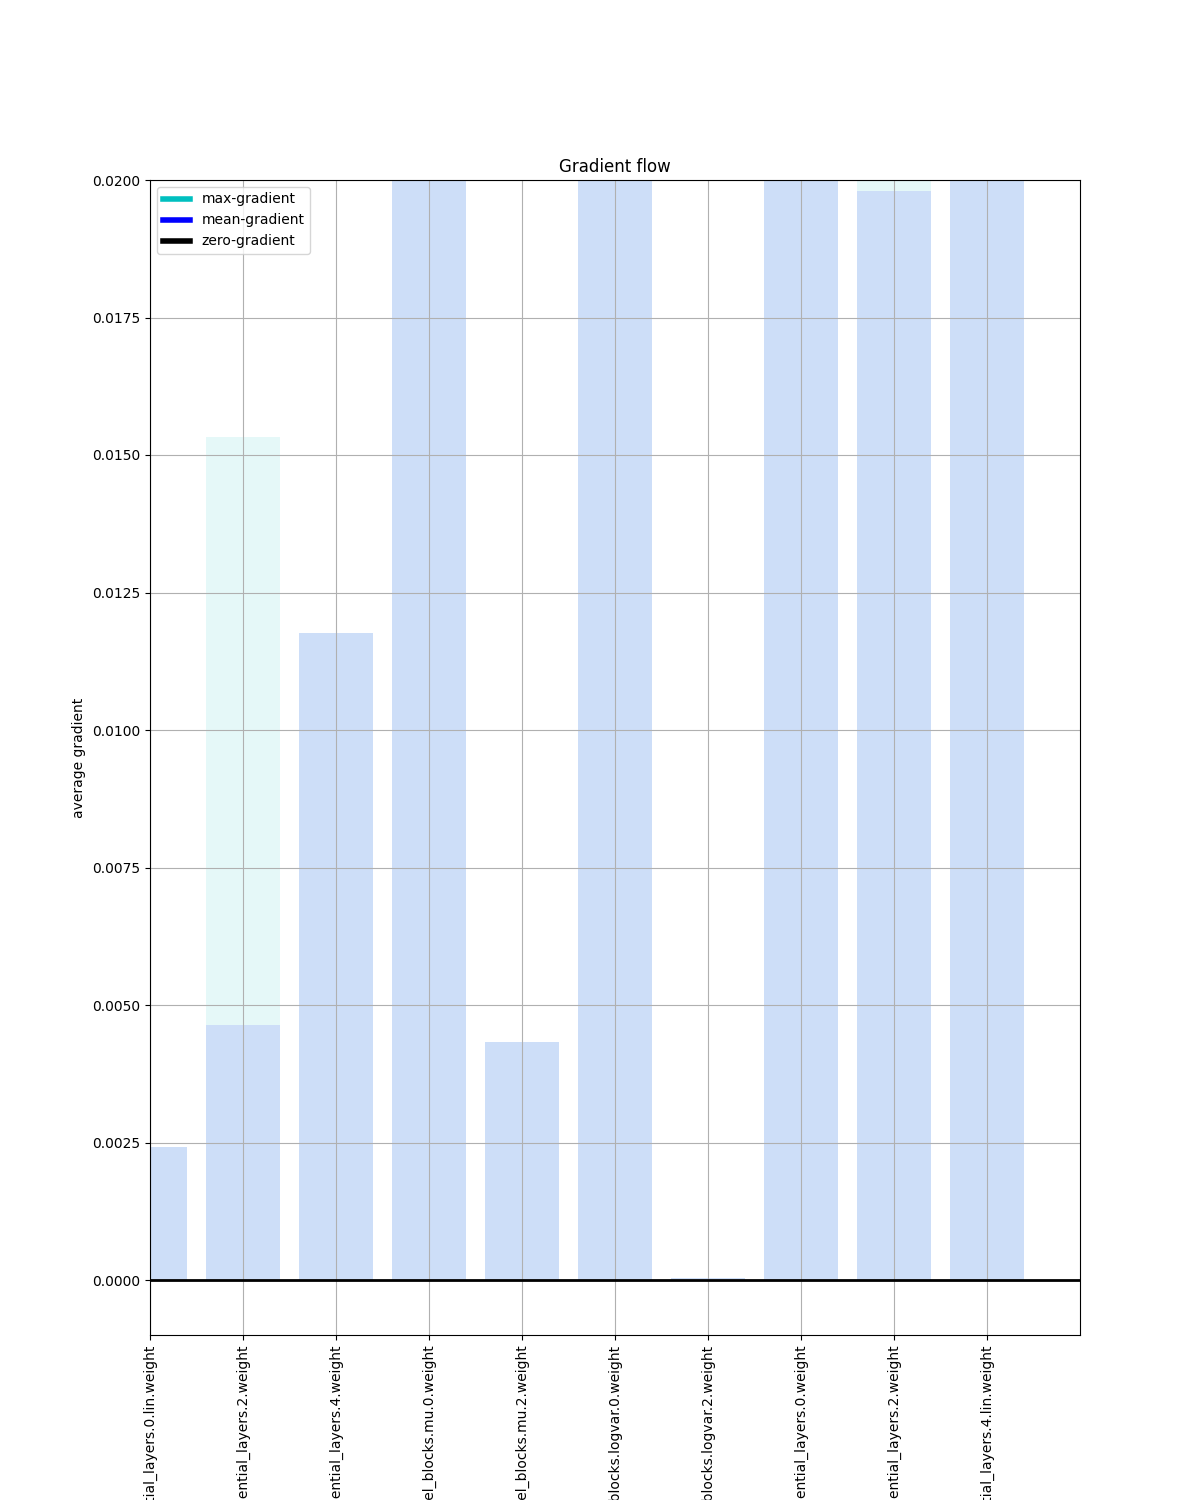 Gradient flow
max-gradient
mean-gradient
zero-gradient
0.0200
0.0175
0.0150
0.0125
0.0100
0.0075
0.0050
0.0025
0.0000
average gradient
tial_layers.0.lin.weight
ential_layers.2.weight
ential_layers.4.weight
el_blocks.mu.0.weight
el_blocks.mu.2.weight
blocks.logvar.0.weight
blocks.logvar.2.weight
ential_layers.0.weight
ential_layers.2.weight
tial_layers.4.lin.weight